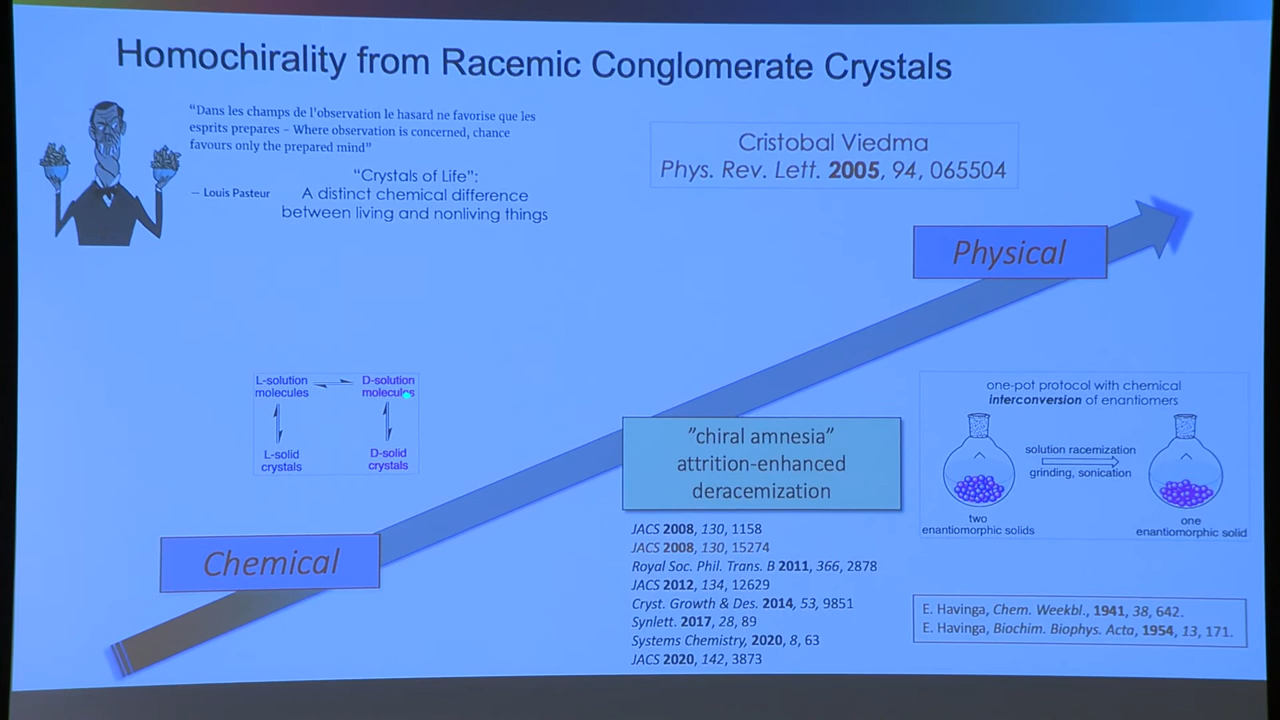 Homochirality from Racemic Conglomerate Crystals
“Dans les champs de l'observation le hasard ne favorise que les
esprits prepares – Where observation is concerned, chance
favours only the prepared mind”
— Louis Pasteur
“Crystals of Life”:
A distinct chemical difference
between living and nonliving things
Cristobal Viedma
Phys. Rev. Lett. 2005, 94, 065504
Physical
L-solution
molecules
D-solution
molecules
L-solid
crystals
D-solid
crystals
Chemical
”chiral amnesia”
attrition-enhanced
deracemization
JACS 2008, 130, 1158
JACS 2008, 130, 15274
Royal Soc. Phil. Trans. B 2011, 366, 2878
JACS 2012, 134, 12629
Cryst. Growth & Des. 2014, 53, 9851
Synlett. 2017, 28, 89
Systems Chemistry, 2020, 8, 63
JACS 2020, 142, 3873
one-pot protocol with chemical
interconversion of enantiomers
solution racemization
grinding, sonication
two
enantiomorphic solids
one
enantiomorphic solid
E. Havinga, Chem. Weekbl., 1941, 38, 642.
E. Havinga, Biochim. Biophys. Acta, 1954, 13, 171.